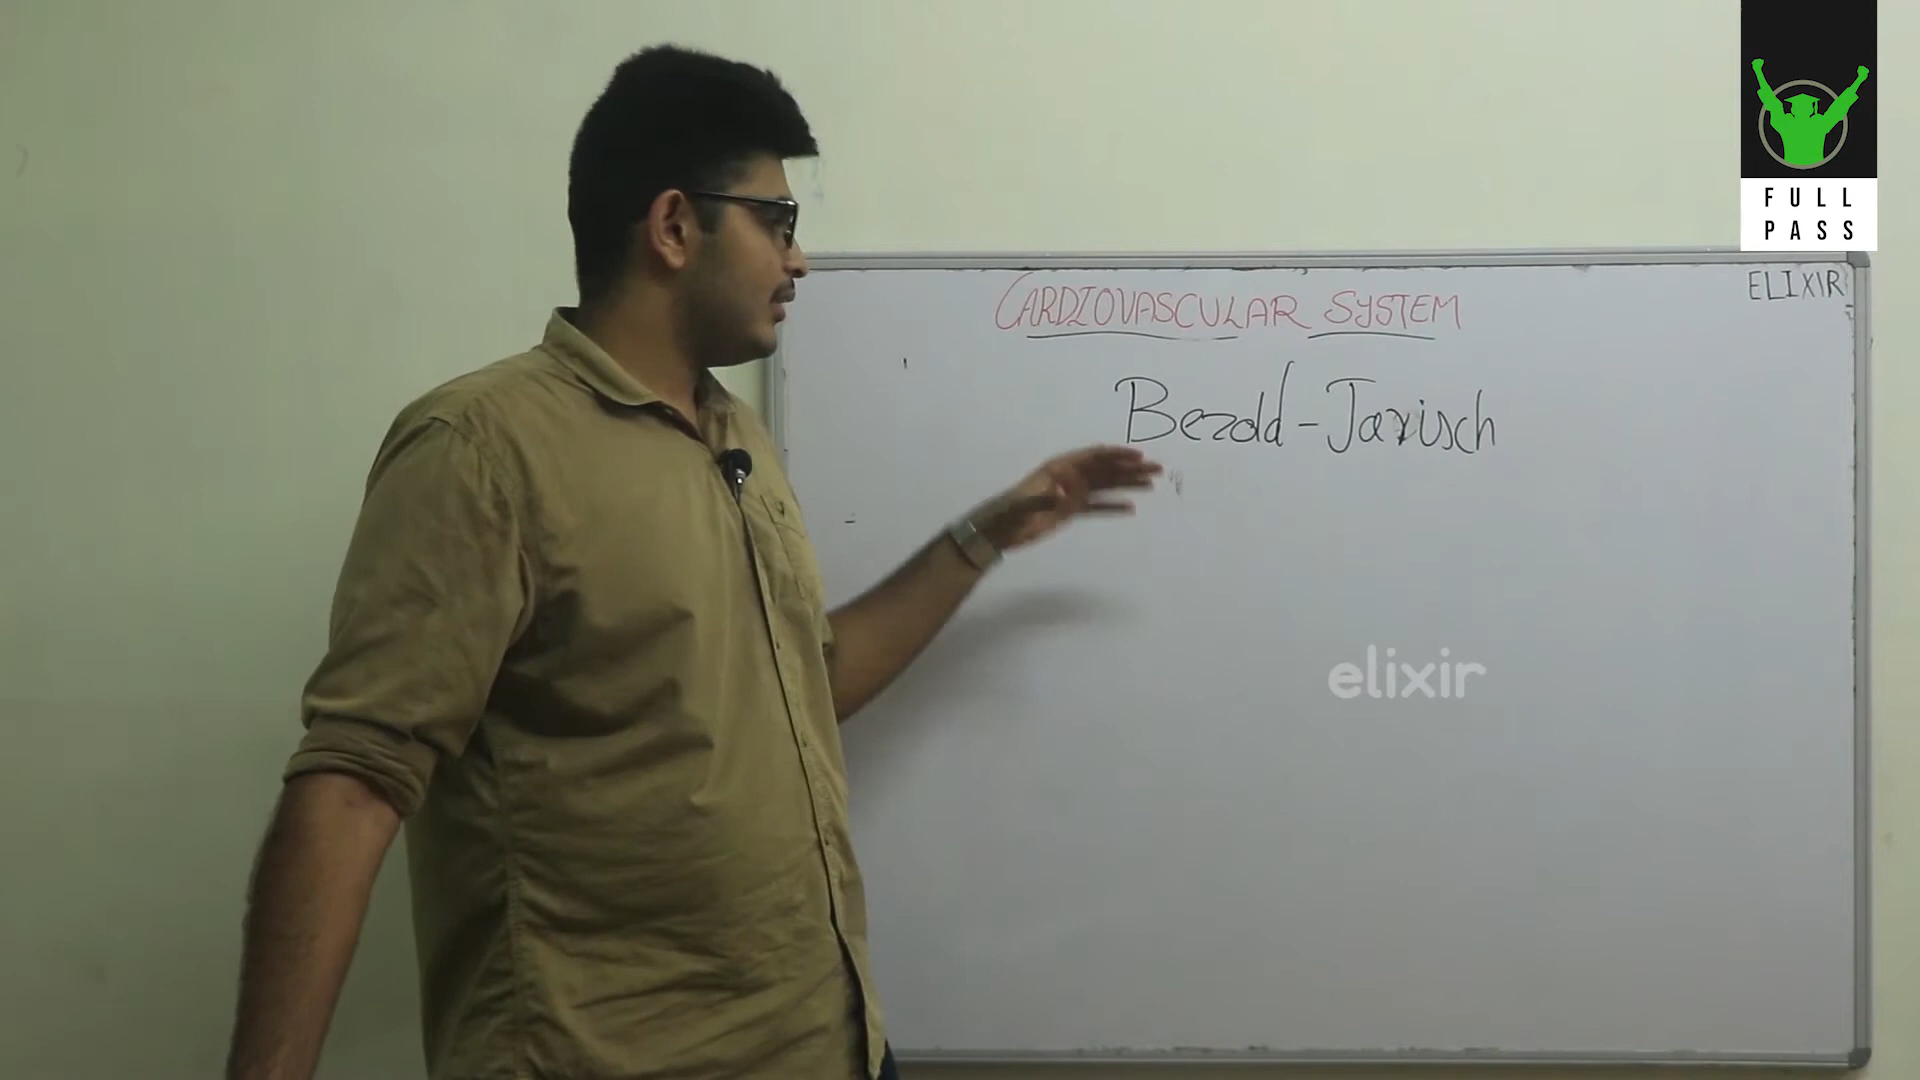 FULL
PASS
ELIXIR
CARDIOVASCULAR SYSTEM
Bezold-Jarisch
elixir